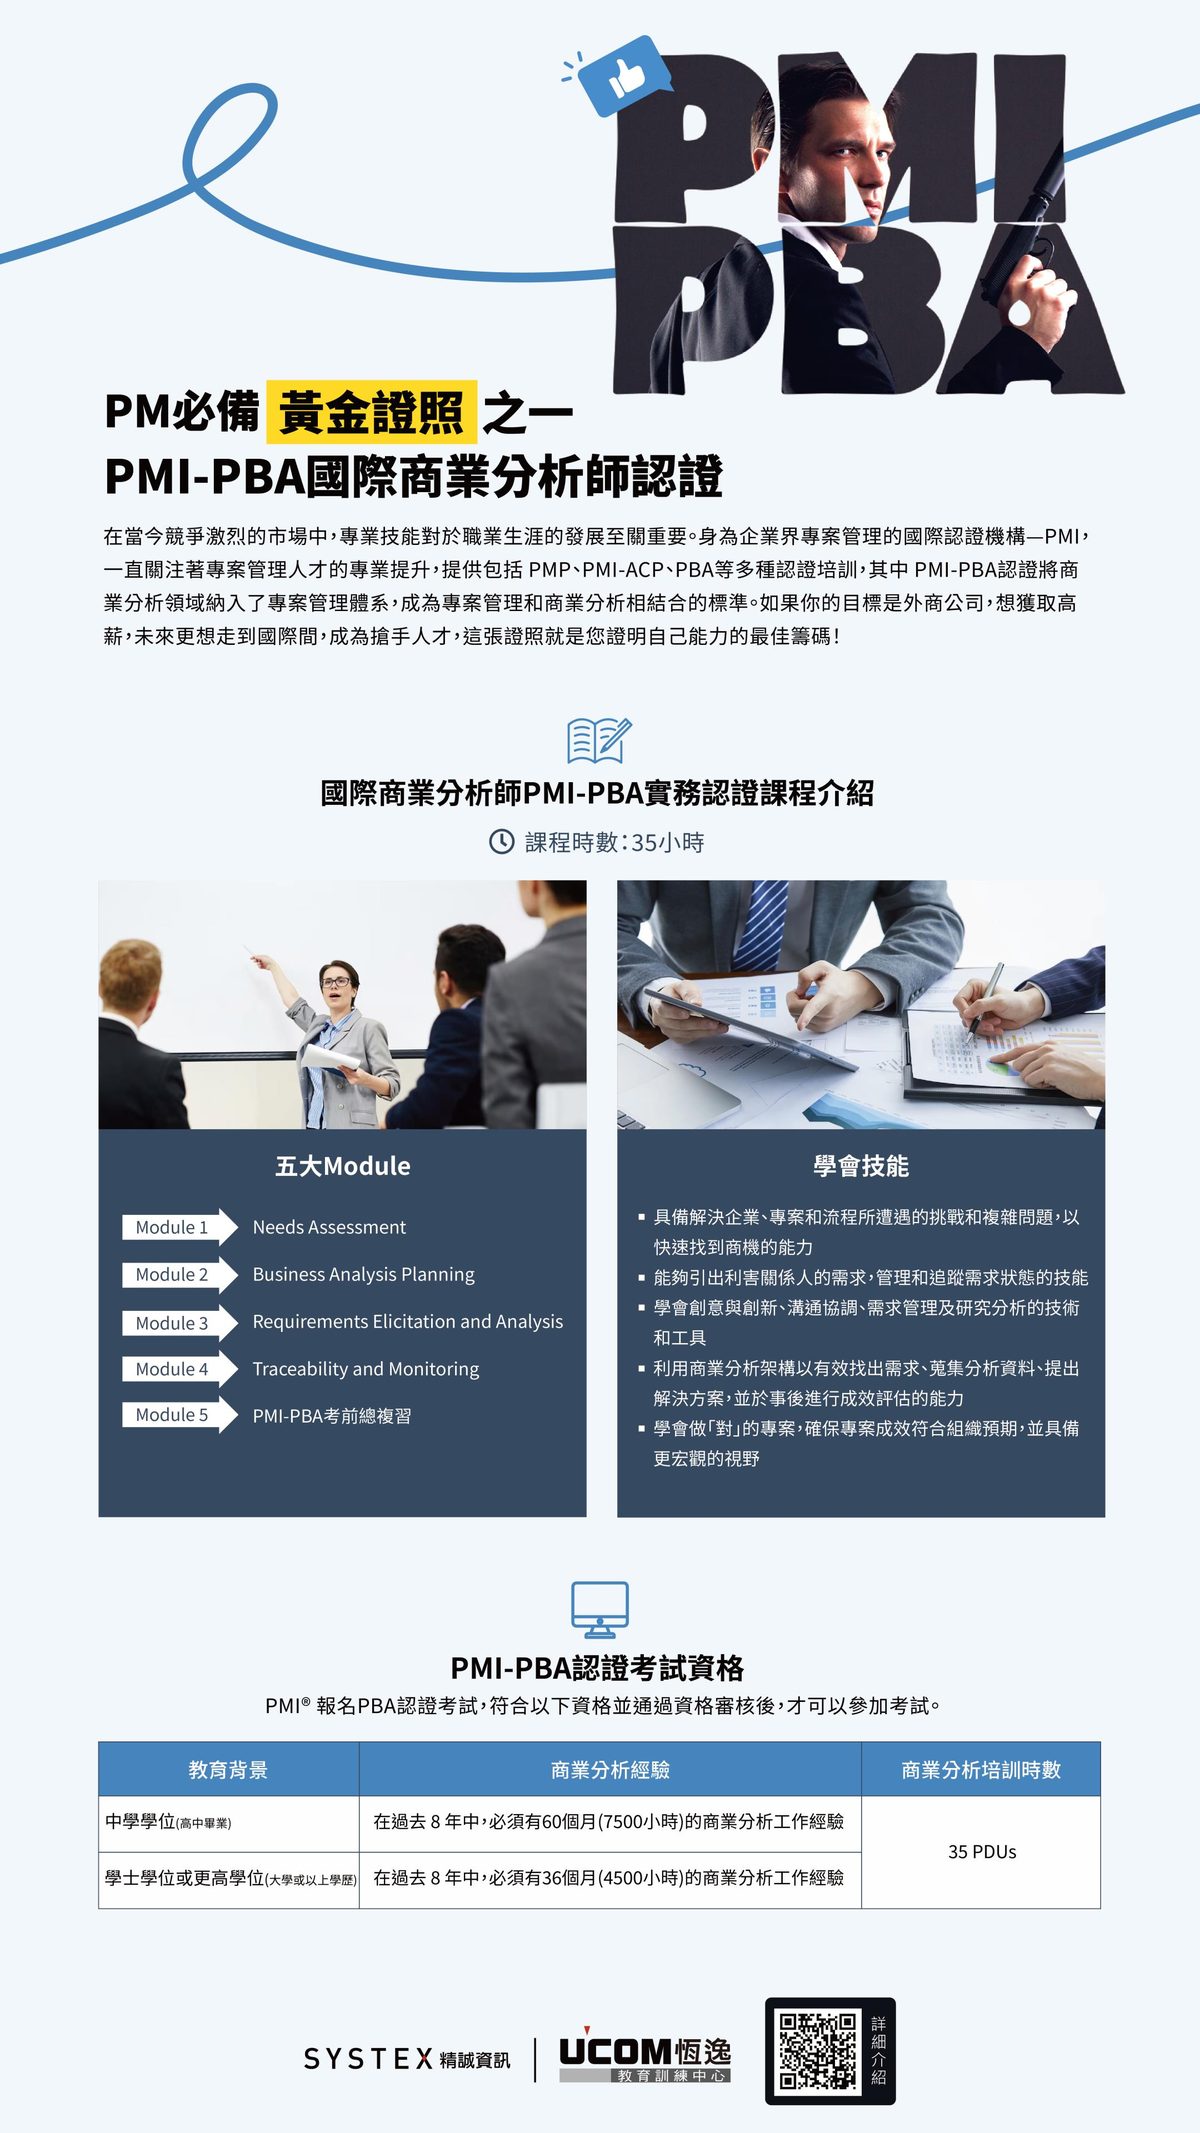 PMI
PBA
PM必備 黃金證照 之一
PMI-PBA國際商業分析師認證
在當今競爭激烈的市場中，專業技能對於職業生涯的發展至關重要。身為企業界專案管理的國際認證機構—PMI，
一直關注著專案管理人才的專業提升，提供包括 PMP、PMI-ACP、PBA等多種認證培訓，其中 PMI-PBA認證將商
業分析領域納入了專案管理體系，成為專案管理和商業分析相結合的標準。如果你的目標是外商公司，想獲取高
薪，未來更想走到國際間，成為搶手人才，這張證照就是您證明自己能力的最佳籌碼！
國際商業分析師PMI-PBA實務認證課程介紹
課程時數：35小時
五大Module
Module 1 Needs Assessment
Module 2 Business Analysis Planning
Module 3 Requirements Elicitation and Analysis
Module 4 Traceability and Monitoring
Module 5 PMI-PBA考前總複習
學會技能
▪ 具備解決企業、專案和流程所遭遇的挑戰和複雜問題，以
快速找到商機的能力
▪ 能夠引出利害關係人的需求，管理和追蹤需求狀態的技能
▪ 學會創意與創新、溝通協調、需求管理及研究分析的技術
和工具
▪ 利用商業分析架構以有效找出需求、蒐集分析資料、提出
解決方案，並於事後進行成效評估的能力
▪ 學會做「對」的專案，確保專案成效符合組織預期，並具備
更宏觀的視野
PMI-PBA認證考試資格
PMI® 報名PBA認證考試，符合以下資格並通過資格審核後，才可以參加考試。
教育背景 商業分析經驗 商業分析培訓時數
中學學位(高中畢業) 在過去 8 年中，必須有60個月(7500小時)的商業分析工作經驗
35 PDUs
學士學位或更高學位(大學或以上學歷) 在過去 8 年中，必須有36個月(4500小時)的商業分析工作經驗
SYSTEX 精誠資訊
UCOM恆逸
教育訓練中心
詳細介紹